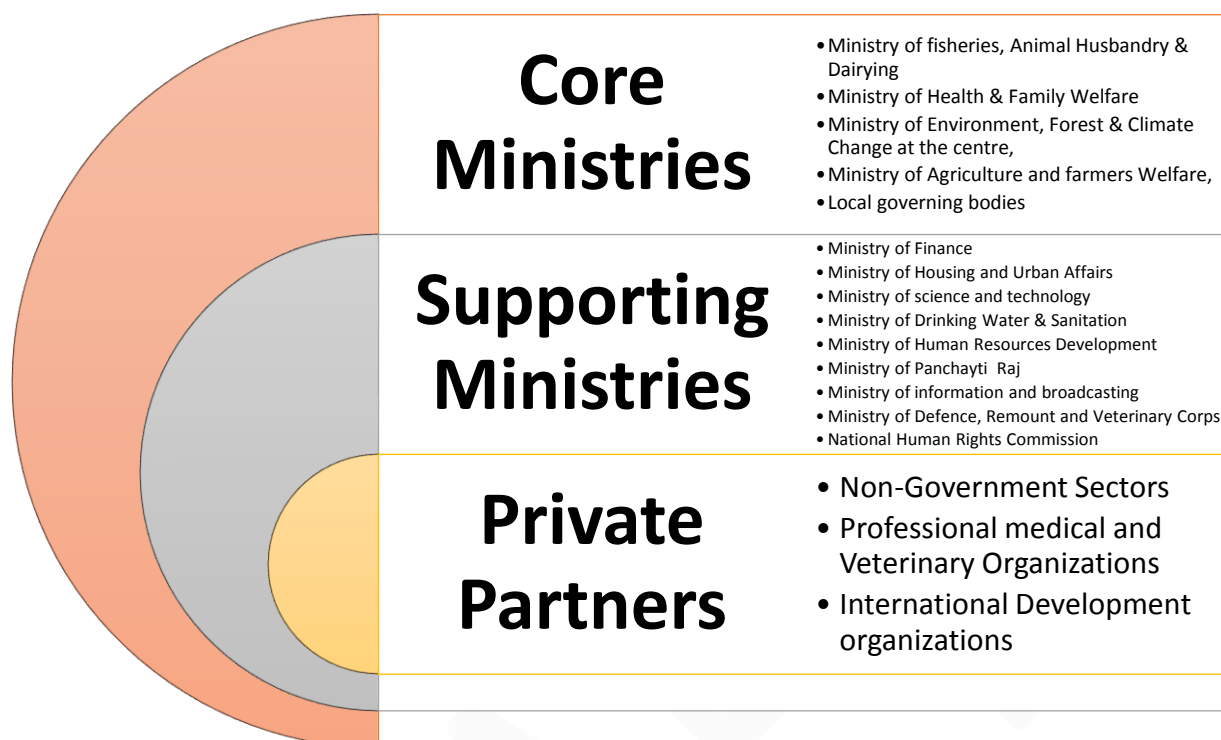 Core
Ministries
•Ministry of fisheries, Animal Husbandry &
Dairying
•Ministry of Health & Family Welfare
•Ministry of Environment, Forest & Climate
Change at the centre,
•Ministry of Agriculture and farmers Welfare,
•Local governing bodies
Supporting
Ministries
•Ministry of Finance
•Ministry of Housing and Urban Affairs
•Ministry of science and technology
•Ministry of Drinking Water & Sanitation
•Ministry of Human Resources Development
•Ministry of Panchayti Raj
•Ministry of information and broadcasting
•Ministry of Defence, Remount and Veterinary Corps
•National Human Rights Commission
Private
Partners
• Non-Government Sectors
• Professional medical and
Veterinary Organizations
• International Development
organizations